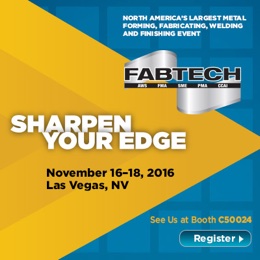 NORTH AMERICA'S LARGEST METAL
FORMING, FABRICATING, WELDING
AND FINISHING EVENT
FABTECH
AWS FMA SME PMA CCAI
SHARPEN
YOUR EDGE
November 16–18, 2016
Las Vegas, NV
See Us at Booth C50024
Register